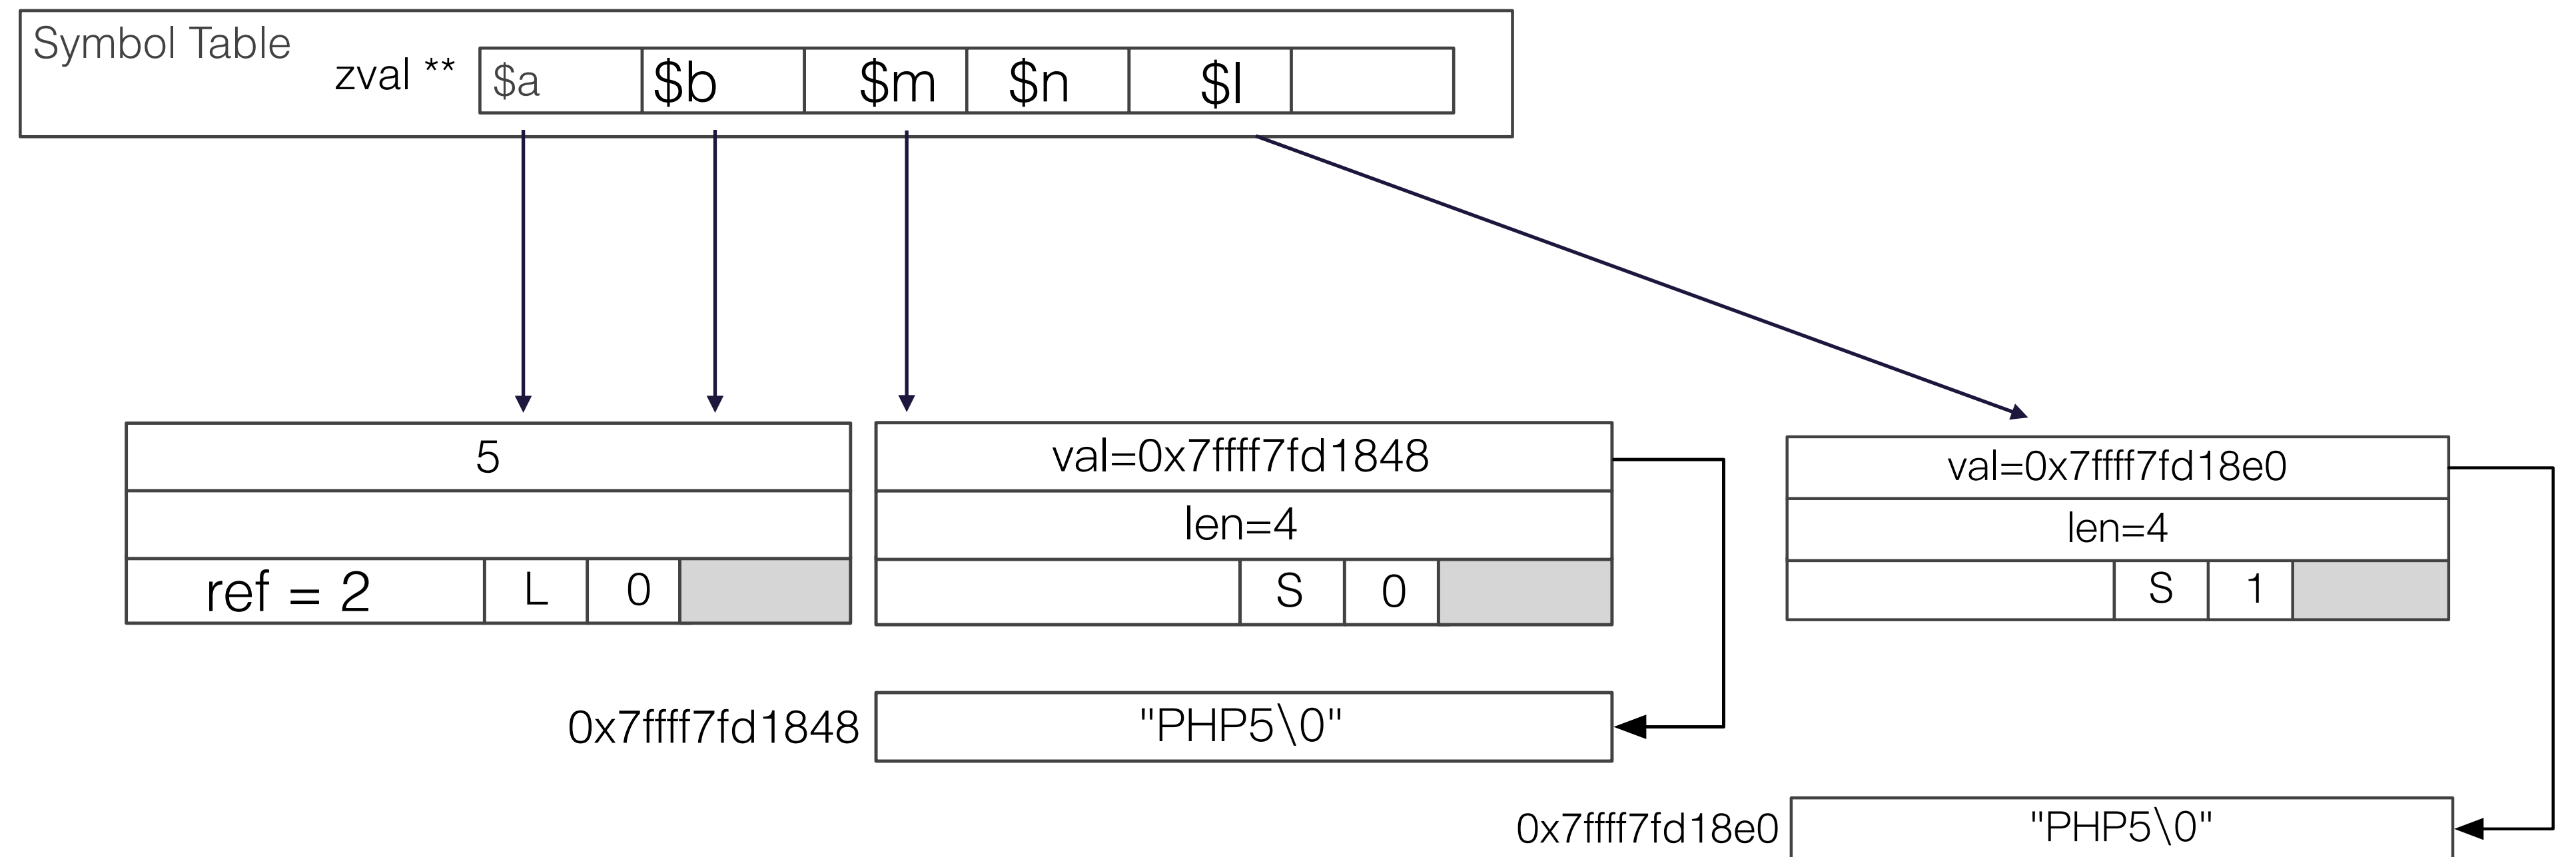 Symbol Table
zval ** $a $b $m $n $l
5 val=0x7ffff7fd1848 val=0x7ffff7fd18e0
len=4 len=4
ref = 2 L 0 S 0 S 1
0x7ffff7fd1848 "PHP5\0"
0x7ffff7fd18e0 "PHP5\0"